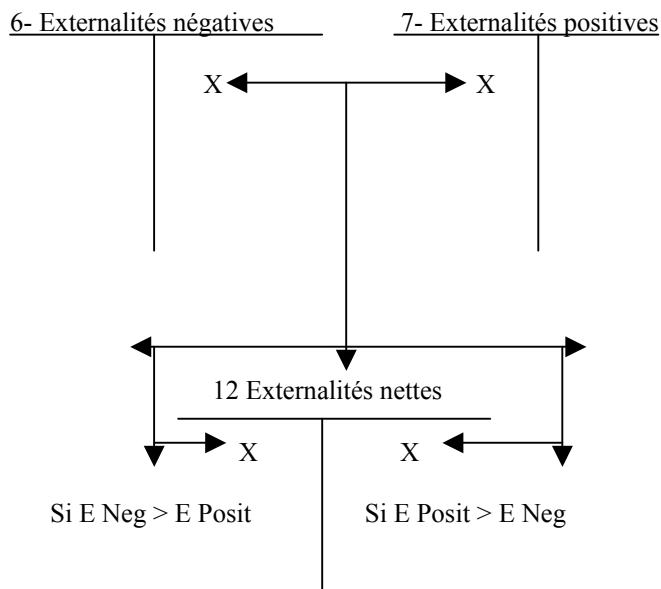 6- Externalités négatives 7- Externalités positives
X X
12 Externalités nettes
X X
Si E Neg > E Posit Si E Posit > E Neg